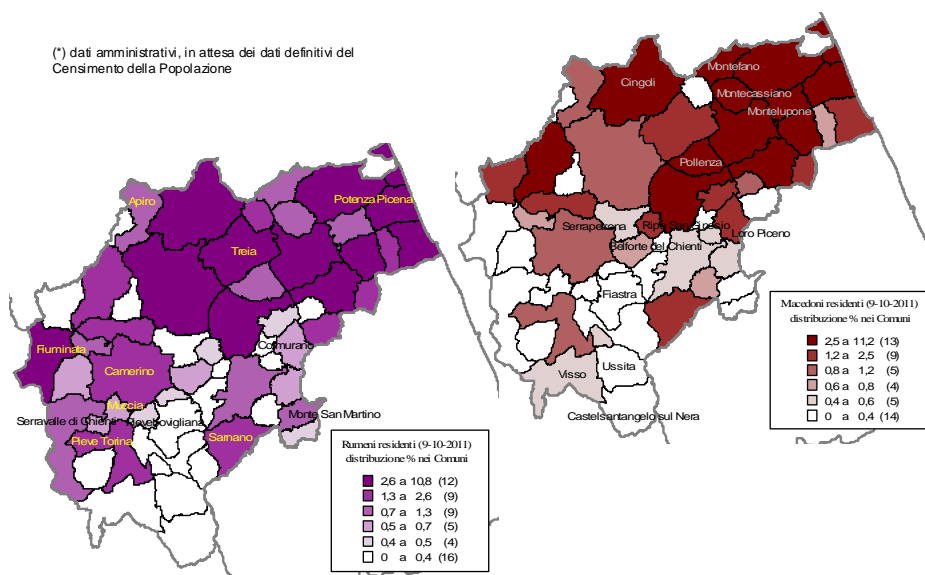 (*) dati amministrativi, in attesa dei dati definitivi del
Censimento della Popolazione
Apiro
Potenza Picena
Treia
Fiuminata
Camerino
Colmurano
Muccia
Serravalle di Chienti
Pievebovigliana
Monte San Martino
Pieve Torina
Sarnano
Rumeni residenti (9-10-2011)
distribuzione % nei Comuni
2,6 a 10,8 (12)
1,3 a 2,6 (9)
0,7 a 1,3 (9)
0,5 a 0,7 (5)
0,4 a 0,5 (4)
0 a 0,4 (16)
Montefano
Cingoli
Montecassiano
Montelupone
Pollenza
Serrapetrona
Ripe San Ginesio
Loro Piceno
Belforte del Chienti
Fiastra
Visso
Ussita
Castelsantangelo sul Nera
Macedoni residenti (9-10-2011)
distribuzione % nei Comuni
2,5 a 11,2 (13)
1,2 a 2,5 (9)
0,8 a 1,2 (5)
0,6 a 0,8 (4)
0,4 a 0,6 (5)
0 a 0,4 (14)